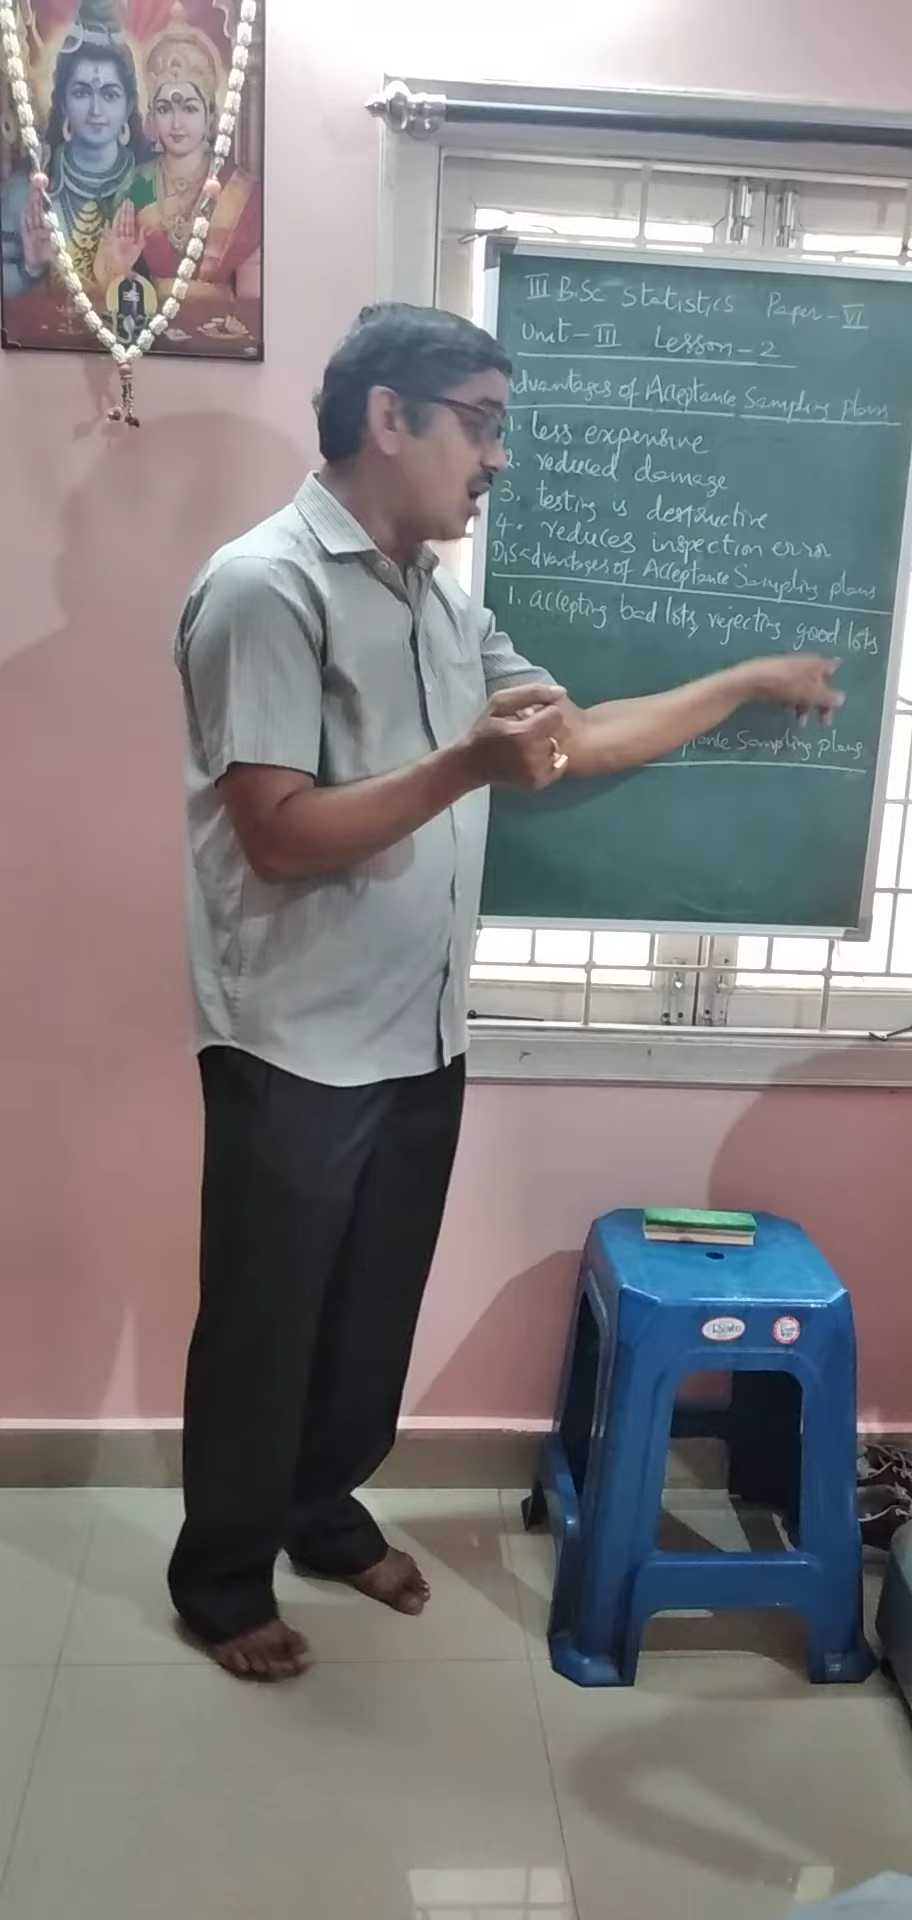 III B.Sc Statistics Paper-VI
Unit-III Lesson-2
Advantages of Acceptance Sampling plans
1. less expensive
2. reduced damage
3. testing is destructive
4. reduces inspection error
Disadvantages of Acceptance Sampling plans
1. accepting bad lots, rejecting good lots
Sampling plans